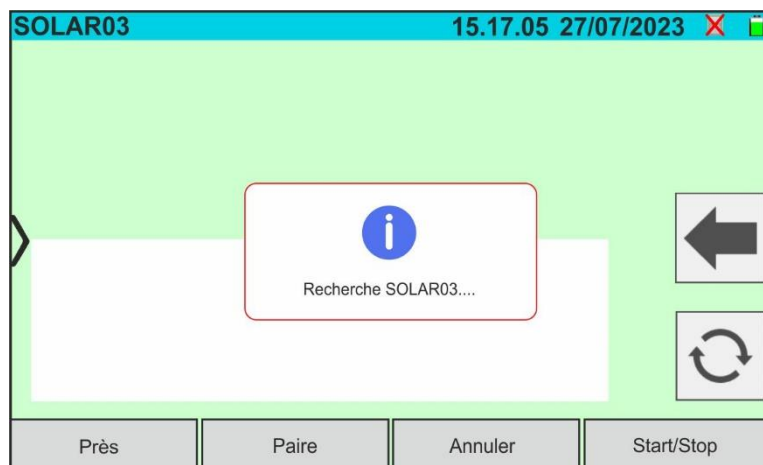 SOLAR03 15.17.05 27/07/2023
Recherche SOLAR03....
Près Paire Annuler Start/Stop